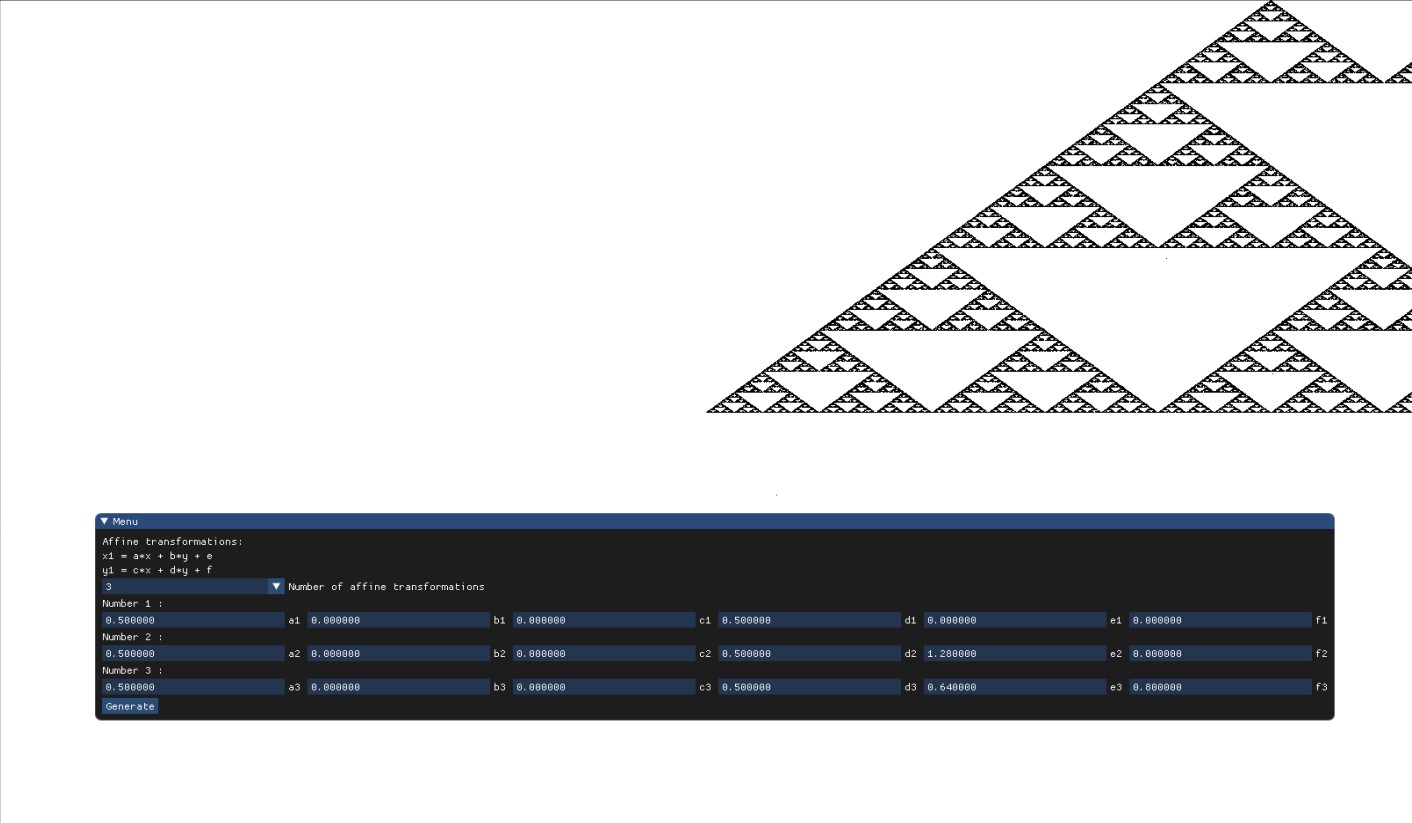 Menu
Affine transformations:
x1 = a*x + b*y + e
y1 = c*x + d*y + f
3 Number of affine transformations
Number 1 :
0.500000 a1 0.000000 b1 0.000000 c1 0.500000 d1 0.000000 e1 0.000000 f1
Number 2 :
0.500000 a2 0.000000 b2 0.000000 c2 0.500000 d2 1.280000 e2 0.000000 f2
Number 3 :
0.500000 a3 0.000000 b3 0.000000 c3 0.500000 d3 0.640000 e3 0.800000 f3
Generate